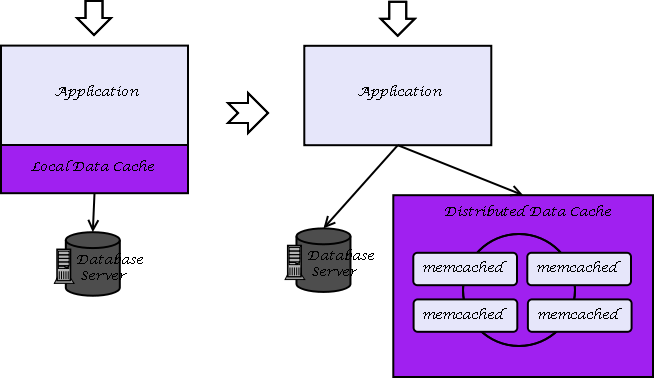 Application
Local Data Cache
Database
Server
Application
Database
Server
Distributed Data Cache
memcached
memcached
memcached
memcached